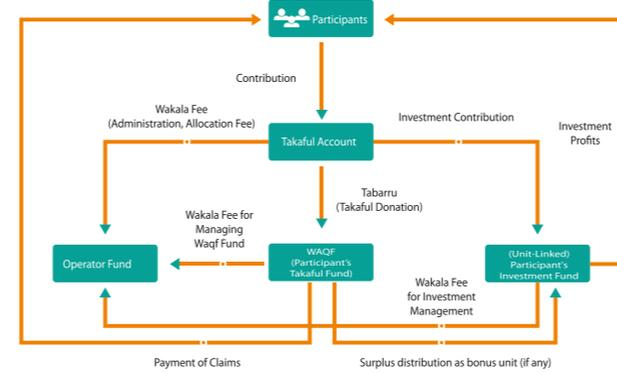 Participants
Contribution
Wakala Fee
(Administration, Allocation Fee)
Investment Contribution
Investment
Profits
Takaful Account
Tabarru
(Takaful Donation)
Wakala Fee for
Managing
Waqf Fund
Operator Fund
WAQF
(Participant's
Takaful Fund)
(Unit-Linked)
Participant's
Investment Fund
Wakala Fee
for Investment
Management
Payment of Claims
Surplus distribution as bonus unit (if any)